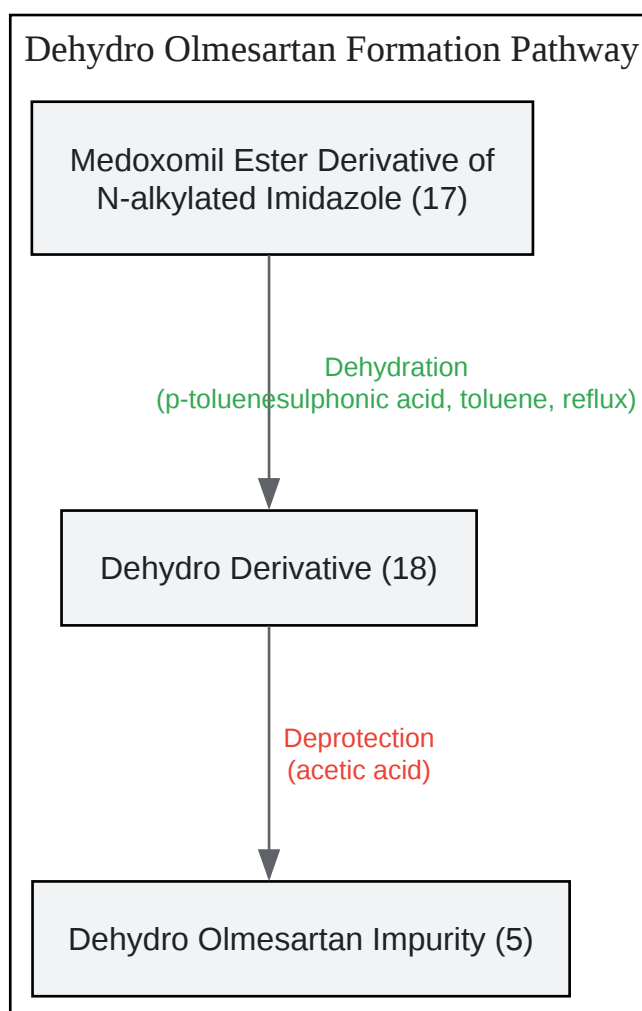 Dehydro Olmesartan Formation Pathway
Medoxomil Ester Derivative of
N-alkylated Imidazole (17)
Dehydration
(p-toluenesulphonic acid, toluene, reflux)
Dehydro Derivative (18)
Deprotection
(acetic acid)
Dehydro Olmesartan Impurity (5)